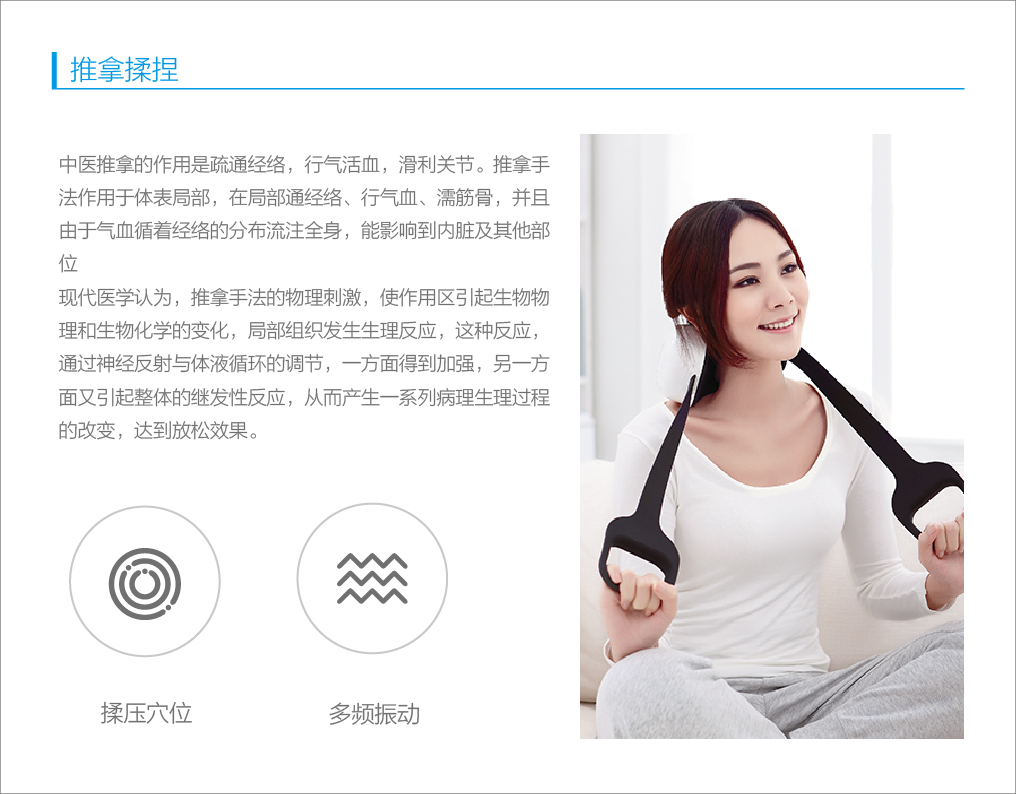 推拿揉捏
中医推拿的作用是疏通经络，行气活血，滑利关节。推拿手
法作用于体表局部，在局部通经络、行气血、濡筋骨，并且
由于气血循着经络的分布流注全身，能影响到内脏及其他部
位
现代医学认为，推拿手法的物理刺激，使作用区引起生物物
理和生物化学的变化，局部组织发生生理反应，这种反应，
通过神经反射与体液循环的调节，一方面得到加强，另一方
面又引起整体的继发性反应，从而产生一系列病理生理过程
的改变，达到放松效果。
揉压穴位
多频振动